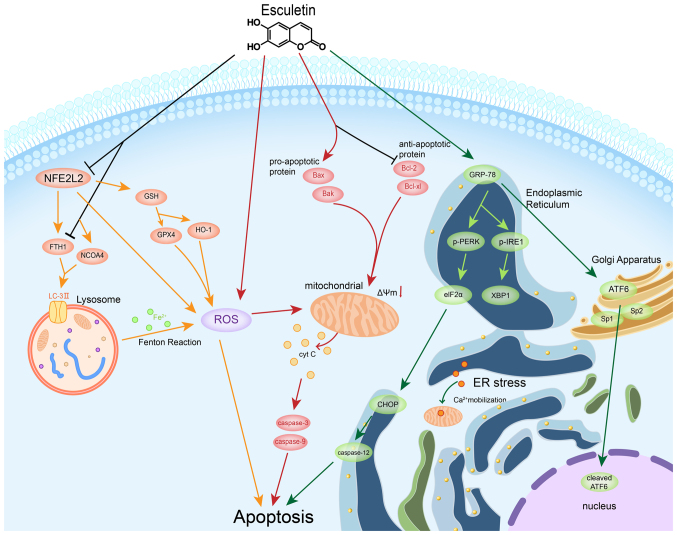 Esculetin
HO
HO
O
O
NFE2L2
GSH
GPX4
HO-1
FTH1
NCOA4
LC-3II
Lysosome
Fe²⁺
Fenton Reaction
ROS
pro-apoptotic
protein
Bax
Bak
anti-apoptotic
protein
Bcl-2
Bcl-xl
mitochondrial
ΔΨm
cyt C
caspase-3
caspase-9
Apoptosis
GRP-78
Endoplasmic
Reticulum
p-PERK
p-IRE1
eIF2α
XBP1
Golgi Apparatus
ATF6
Sp1
Sp2
ER stress
Ca²⁺mobilization
CHOP
caspase-12
cleaved
ATF6
nucleus